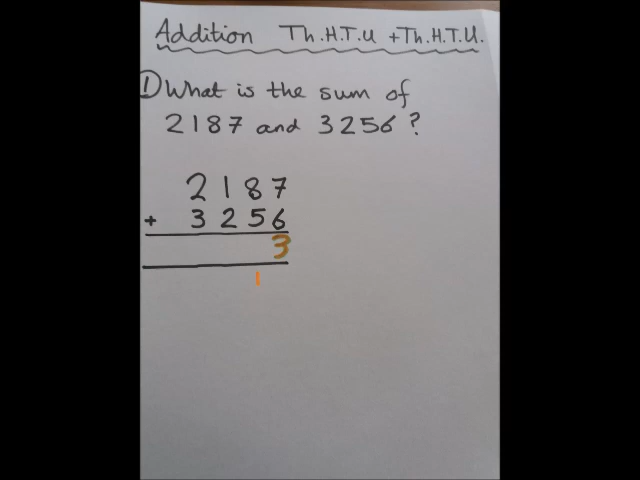 Addition Th.H.T.U + Th.H.T.U.
1 What is the sum of
2187 and 3256?
2187
+ 3256
3
1